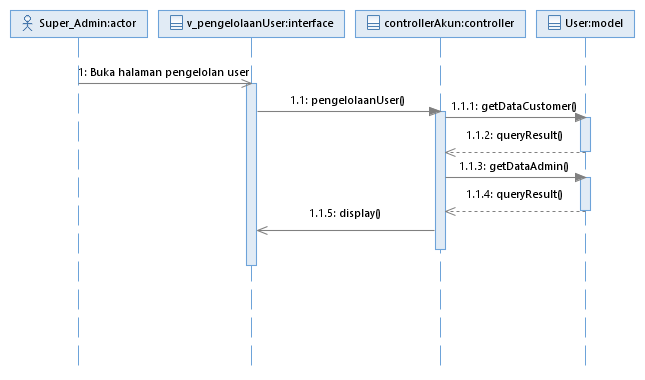 Super_Admin:actor
v_pengelolaanUser:interface
controllerAkun:controller
User:model
1: Buka halaman pengelolan user
1.1: pengelolaanUser()
1.1.1: getDataCustomer()
1.1.2: queryResult()
1.1.3: getDataAdmin()
1.1.4: queryResult()
1.1.5: display()